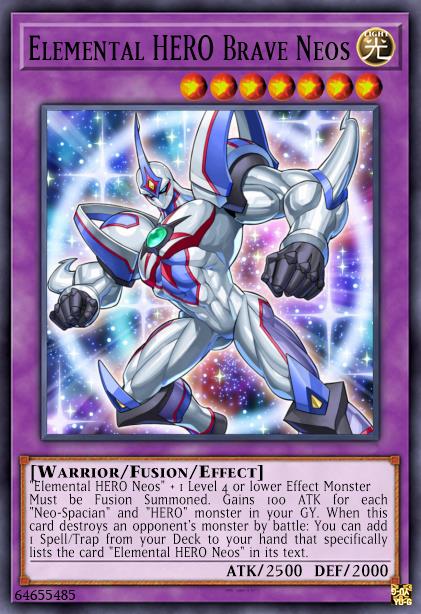 Elemental HERO Brave Neos
LIGHT
光
[Warrior/Fusion/Effect]
"Elemental HERO Neos" + 1 Level 4 or lower Effect Monster
Must be Fusion Summoned. Gains 100 ATK for each
"Neo-Spacian" and "HERO" monster in your GY. When this
card destroys an opponent's monster by battle: You can add
1 Spell/Trap from your Deck to your hand that specifically
lists the card "Elemental HERO Neos" in its text.
ATK/2500 DEF/2000
64655485